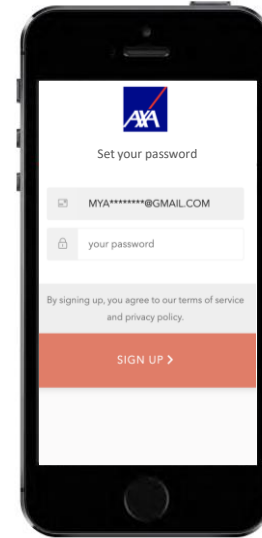 AXA
Set your password
MYA********@GMAIL.COM
your password
By signing up, you agree to our terms of service
and privacy policy.
SIGN UP >